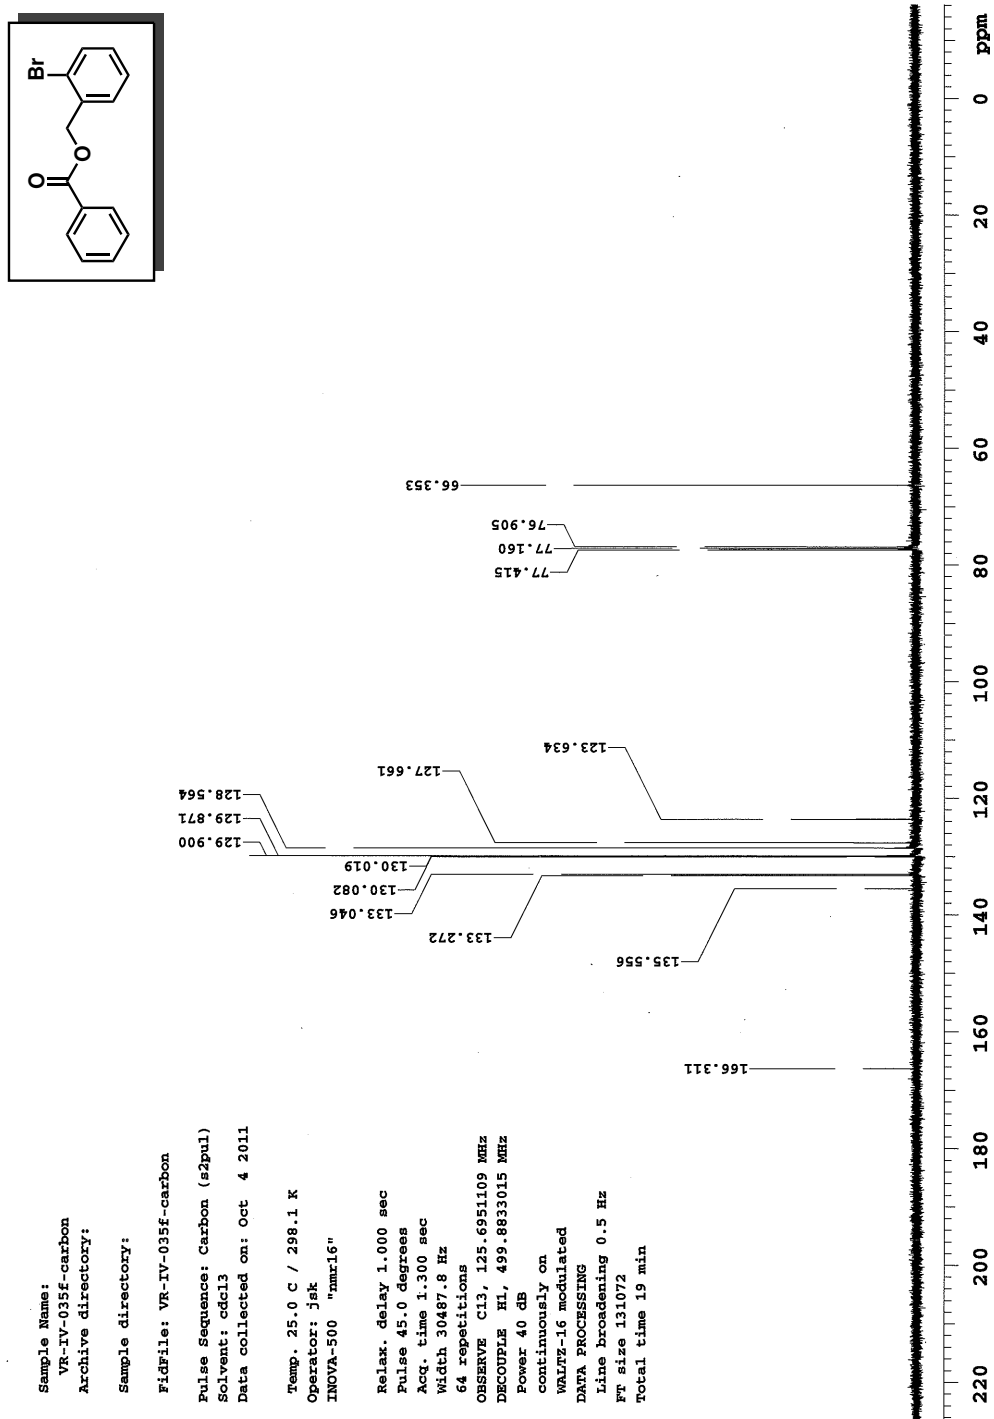 Sample Name:
VR-IV-035f-carbon
Archive directory:
Sample directory:
FidFile: VR-IV-035f-carbon
Pulse Sequence: Carbon (s2pul)
Solvent: cdcl3
Data collected on: Oct 4 2011
Temp. 25.0 C / 298.1 K
Operator: jsk
INOVA-500 "nmr16"
Relax. delay 1.000 sec
Pulse 45.0 degrees
Acq. time 1.300 sec
Width 30487.8 Hz
64 repetitions
OBSERVE C13, 125.6951109 MHz
DECOUPLE H1, 499.8833015 MHz
Power 40 dB
continuously on
WALTZ-16 modulated
DATA PROCESSING
Line broadening 0.5 Hz
FT size 131072
Total time 19 min
O
O
Br
166.311
135.556
133.272
133.046
130.082
130.019
129.900
129.871
128.564
127.661
123.634
77.415
77.160
76.905
66.353
220 200 180 160 140 120 100 80 60 40 20 0 ppm